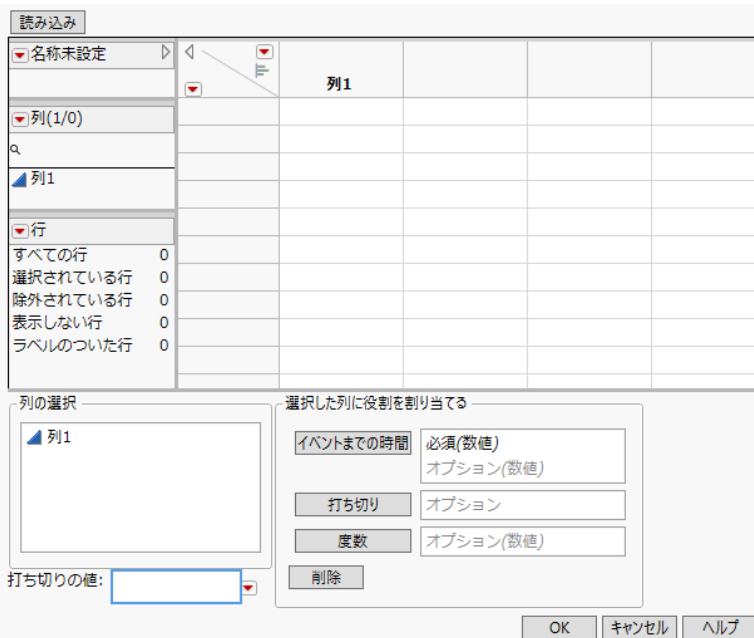 読み込み
名称未設定
列1
列(1/0)
列1
行
すべての行 0
選択されている行 0
除外されている行 0
表示しない行 0
ラベルのついた行 0
列の選択
列1
打ち切りの値:
選択した列に役割を割り当てる
イベントまでの時間 必須(数値)
オプション(数値)
打ち切り オプション
度数 オプション(数値)
削除
OK キャンセル ヘルプ